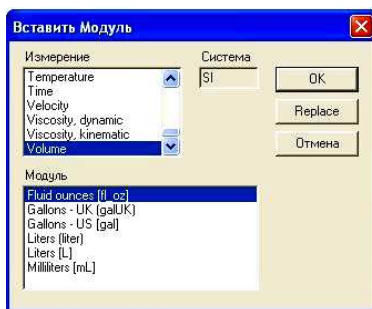 Вставить Модуль
Измерение
Система
Temperature
Time
Velocity
Viscosity, dynamic
Viscosity, kinematic
Volume
SI
OK
Replace
Отмена
Модуль
Fluid ounces [fl_oz]
Gallons - UK [galUK]
Gallons - US [gal]
Liters (liter)
Liters [L]
Milliliters [mL]